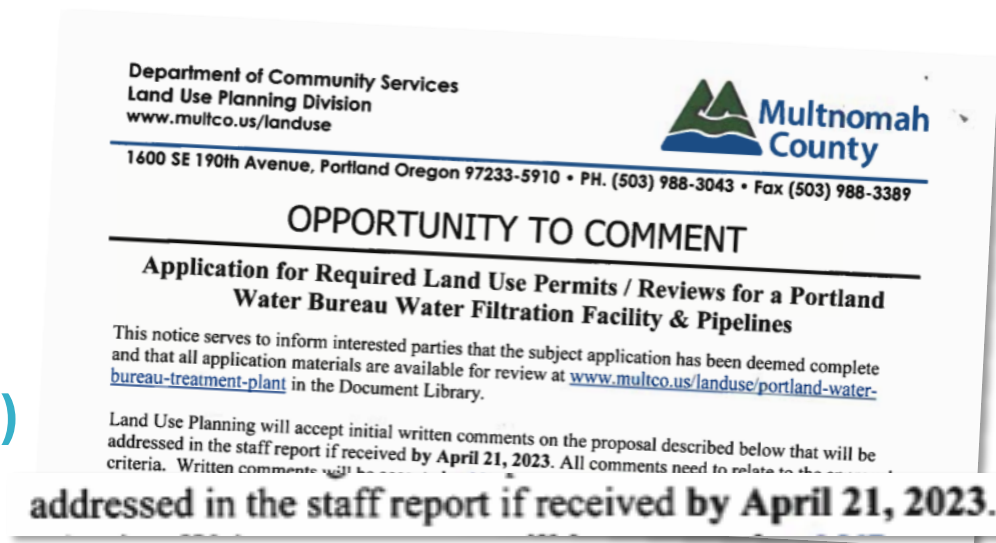 Department of Community Services
Land Use Planning Division
www.multco.us/landuse
Multnomah
County
1600 SE 190th Avenue, Portland Oregon 97233-5910 • PH. (503) 988-3043 • Fax (503) 988-3389
OPPORTUNITY TO COMMENT
Application for Required Land Use Permits / Reviews for a Portland
Water Bureau Water Filtration Facility & Pipelines
This notice serves to inform interested parties that the subject application has been deemed complete
and that all application materials are available for review at www.multco.us/landuse/portland-water-
bureau-treatment-plant in the Document Library.
)
Land Use Planning will accept initial written comments on the proposal described below that will be
addressed in the staff report if received by April 21, 2023. All comments need to relate to the
criteria. Written comments will be
addressed in the staff report if received by April 21, 2023.